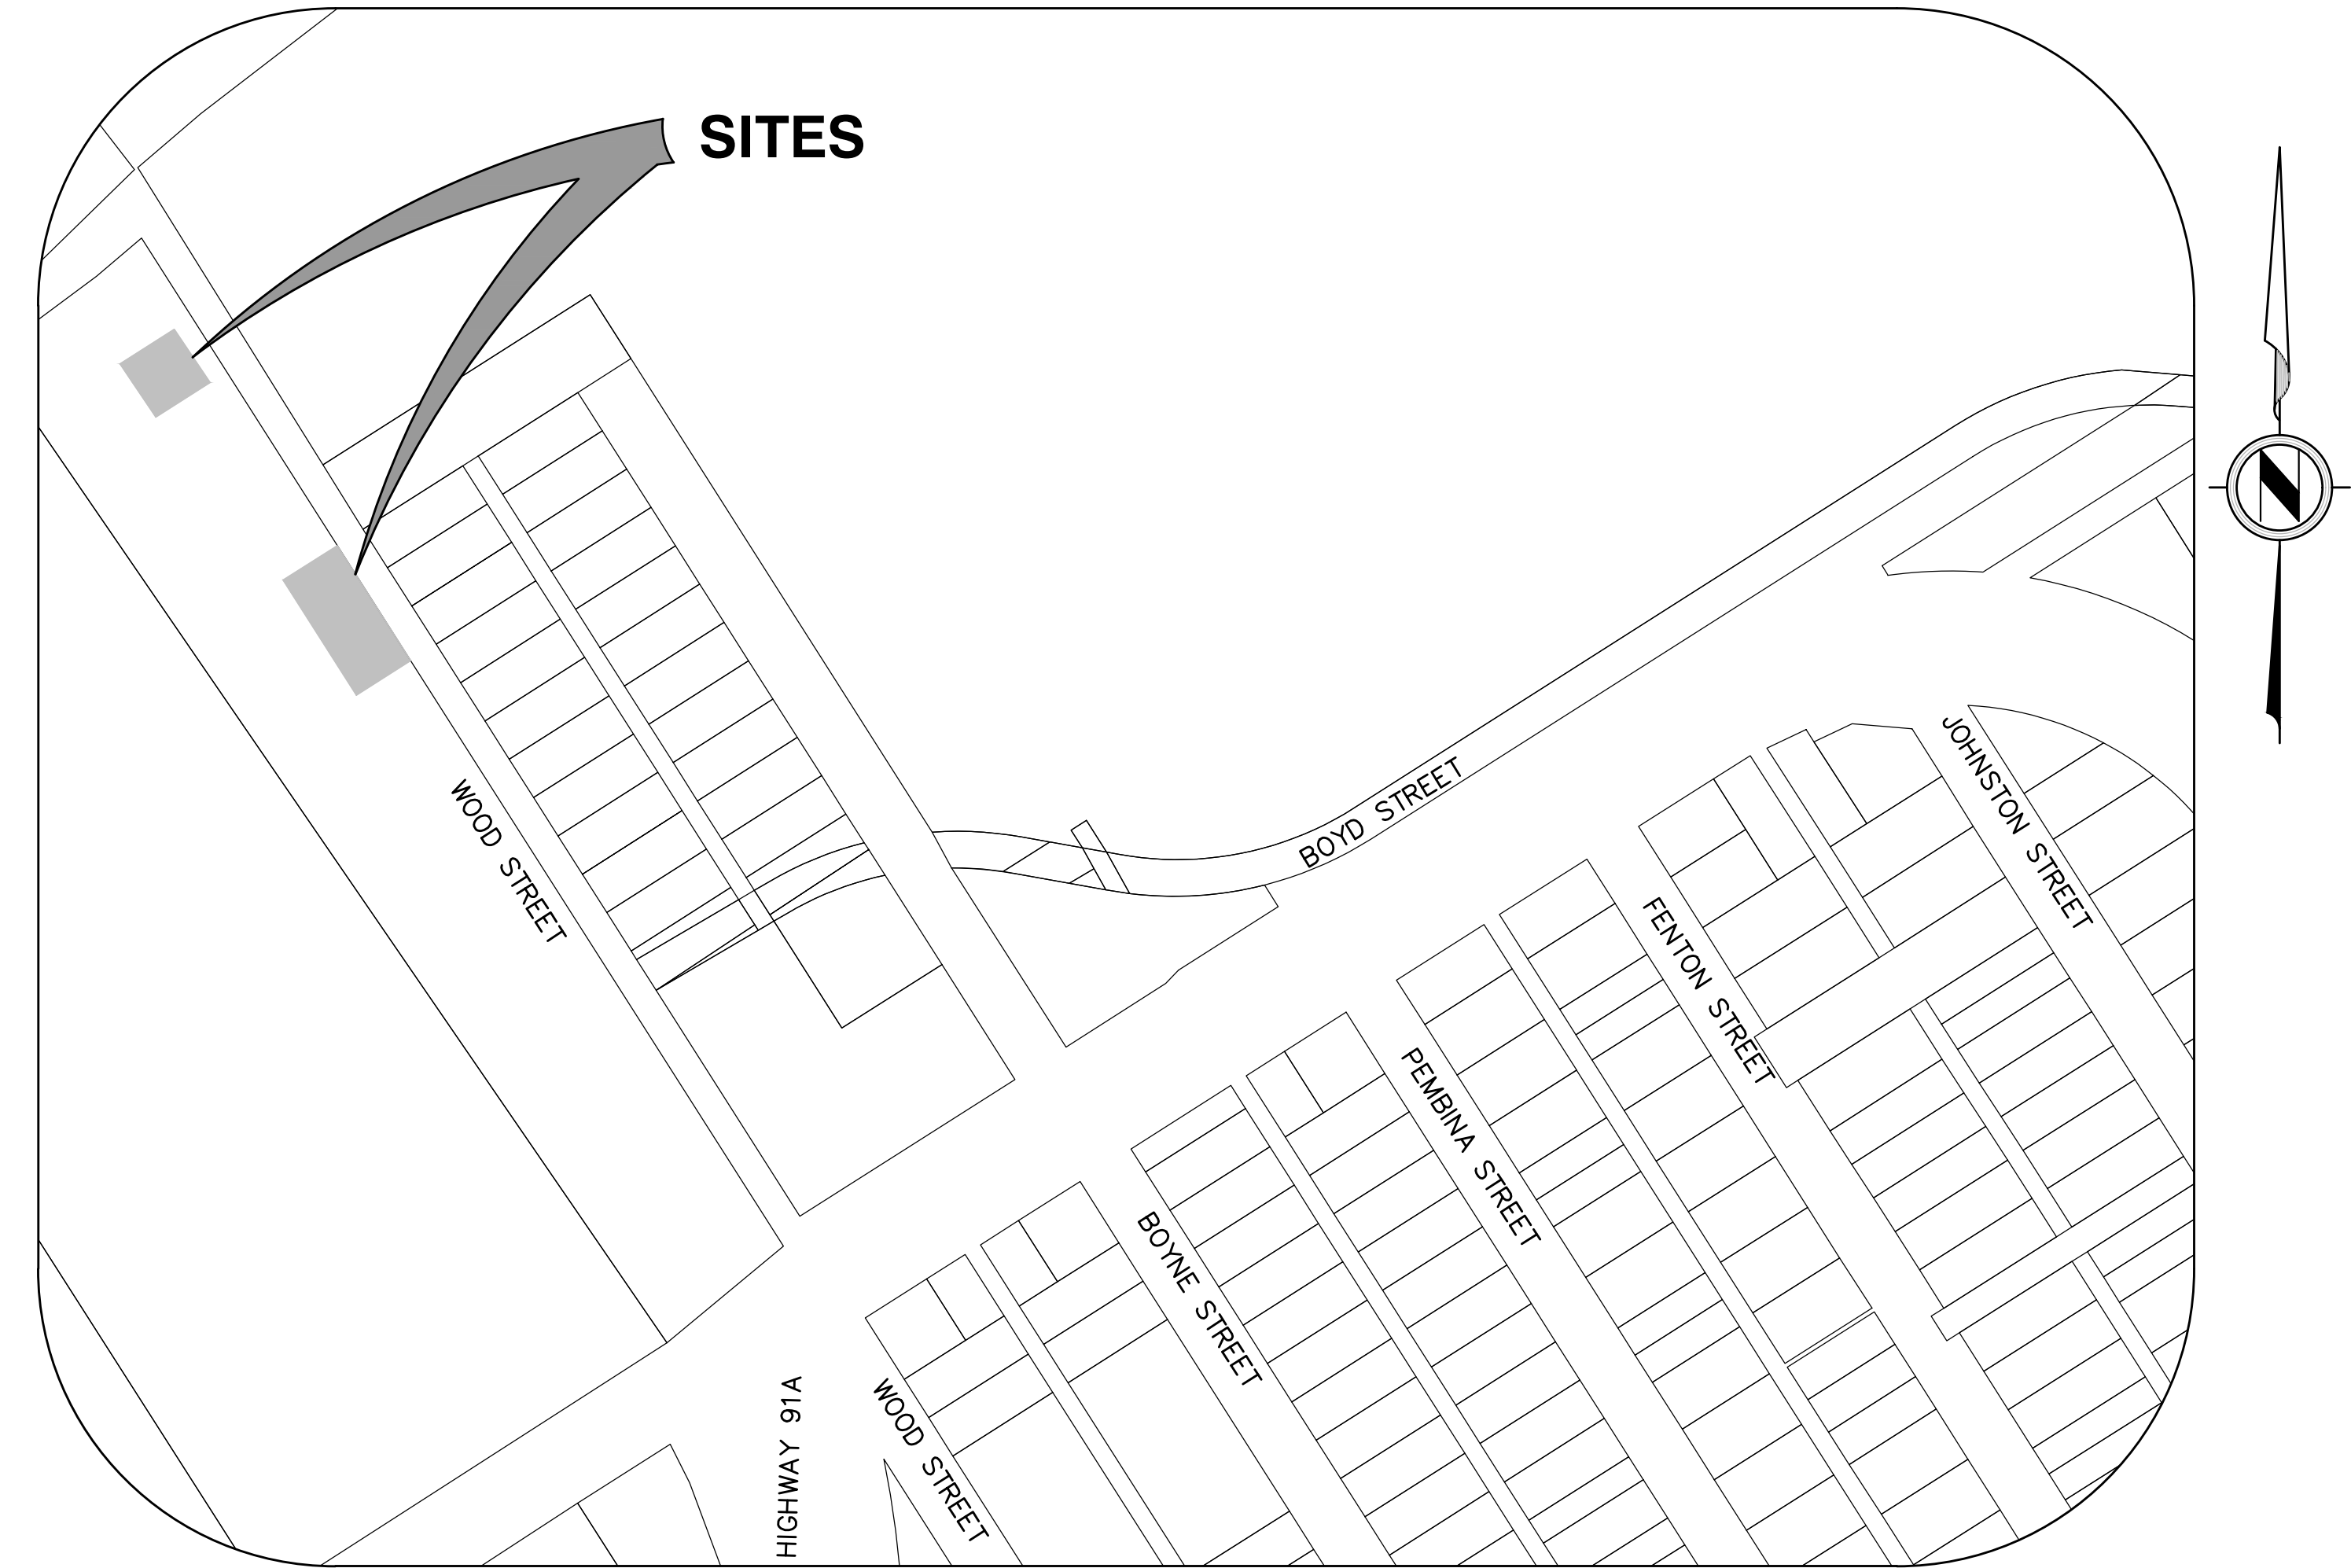 SITES
N
WOOD STREET
BOYD STREET
JOHNSTON STREET
FENTON STREET
PEMBINA STREET
BOYNE STREET
WOOD STREET
HIGHWAY 91A